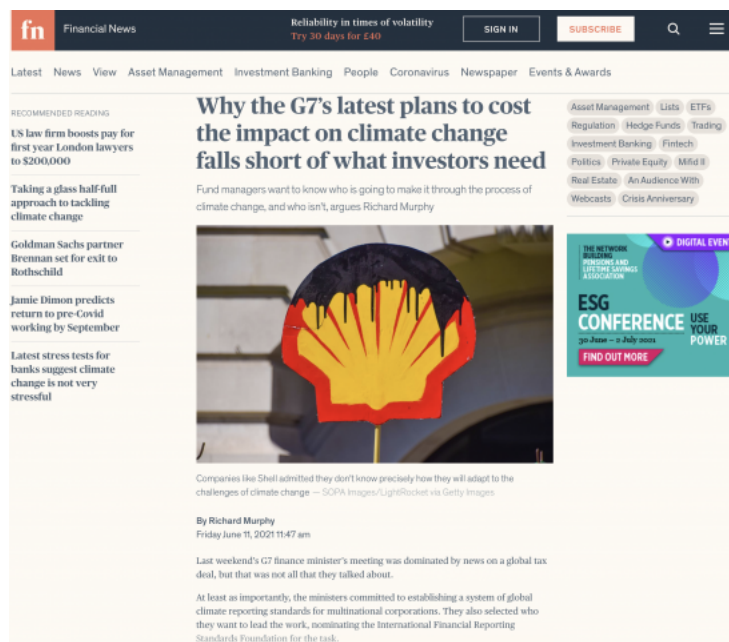 fn
Financial News
Reliability in times of volatility
Try 30 days for £40
SIGN IN
SUBSCRIBE
Latest News View Asset Management Investment Banking People Coronavirus Newspaper Events & Awards
RECOMMENDED READING
US law firm boosts pay for
first year London lawyers
to $200,000
Taking a glass half-full
approach to tackling
climate change
Goldman Sachs partner
Brennan set for exit to
Rothschild
Jamie Dimon predicts
return to pre-Covid
working by September
Latest stress tests for
banks suggest climate
change is not very
stressful
Why the G7's latest plans to cost
the impact on climate change
falls short of what investors need
Fund managers want to know who is going to make it through the process of
climate change, and who isn't, argues Richard Murphy
Companies like Shell admitted they don't know precisely how they will adapt to the
challenges of climate change — SOPA Images/LightRocket via Getty Images
By Richard Murphy
Friday June 11, 2021 11:47 am
Last weekend's G7 finance minister's meeting was dominated by news on a global tax
deal, but that was not all that they talked about.
At least as importantly, the ministers committed to establishing a system of global
climate reporting standards for multinational corporations. They also selected who
they want to lead the work, nominating the International Financial Reporting
Standards Foundation for the task.
Asset Management Lists ETFs
Regulation Hedge Funds Trading
Investment Banking Fintech
Politics Private Equity Mifid II
Real Estate An Audience With
Webcasts Crisis Anniversary
DIGITAL EVEN
THE NETWORK
BUILDING
PENSIONS AND
LIFETIME SAVINGS
ASSOCIATION
ESG
CONFERENCE
30 June – 2 July 2021
USE
YOUR
POWER
FIND OUT MORE